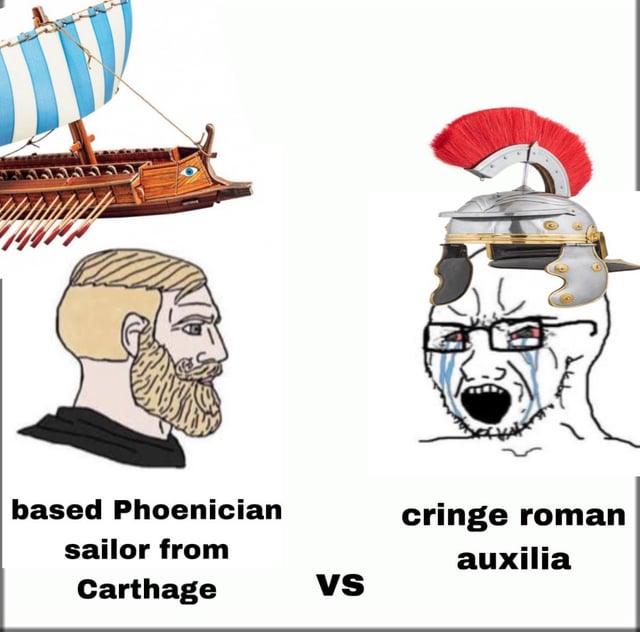 based Phoenician
sailor from
Carthage
vs
cringe roman
auxilia